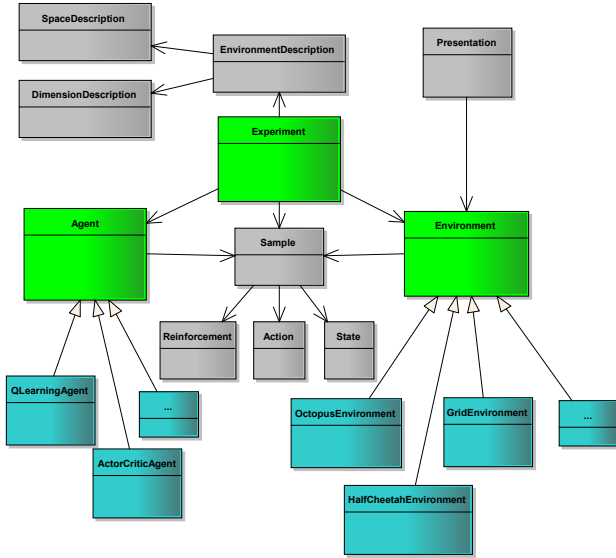 SpaceDescription
EnvironmentDescription
Presentation
DimensionDescription
Experiment
Agent
Sample
Environment
Reinforcement
Action
State
QLearningAgent
...
OctopusEnvironment
GridEnvironment
...
ActorCriticAgent
HalfCheetahEnvironment